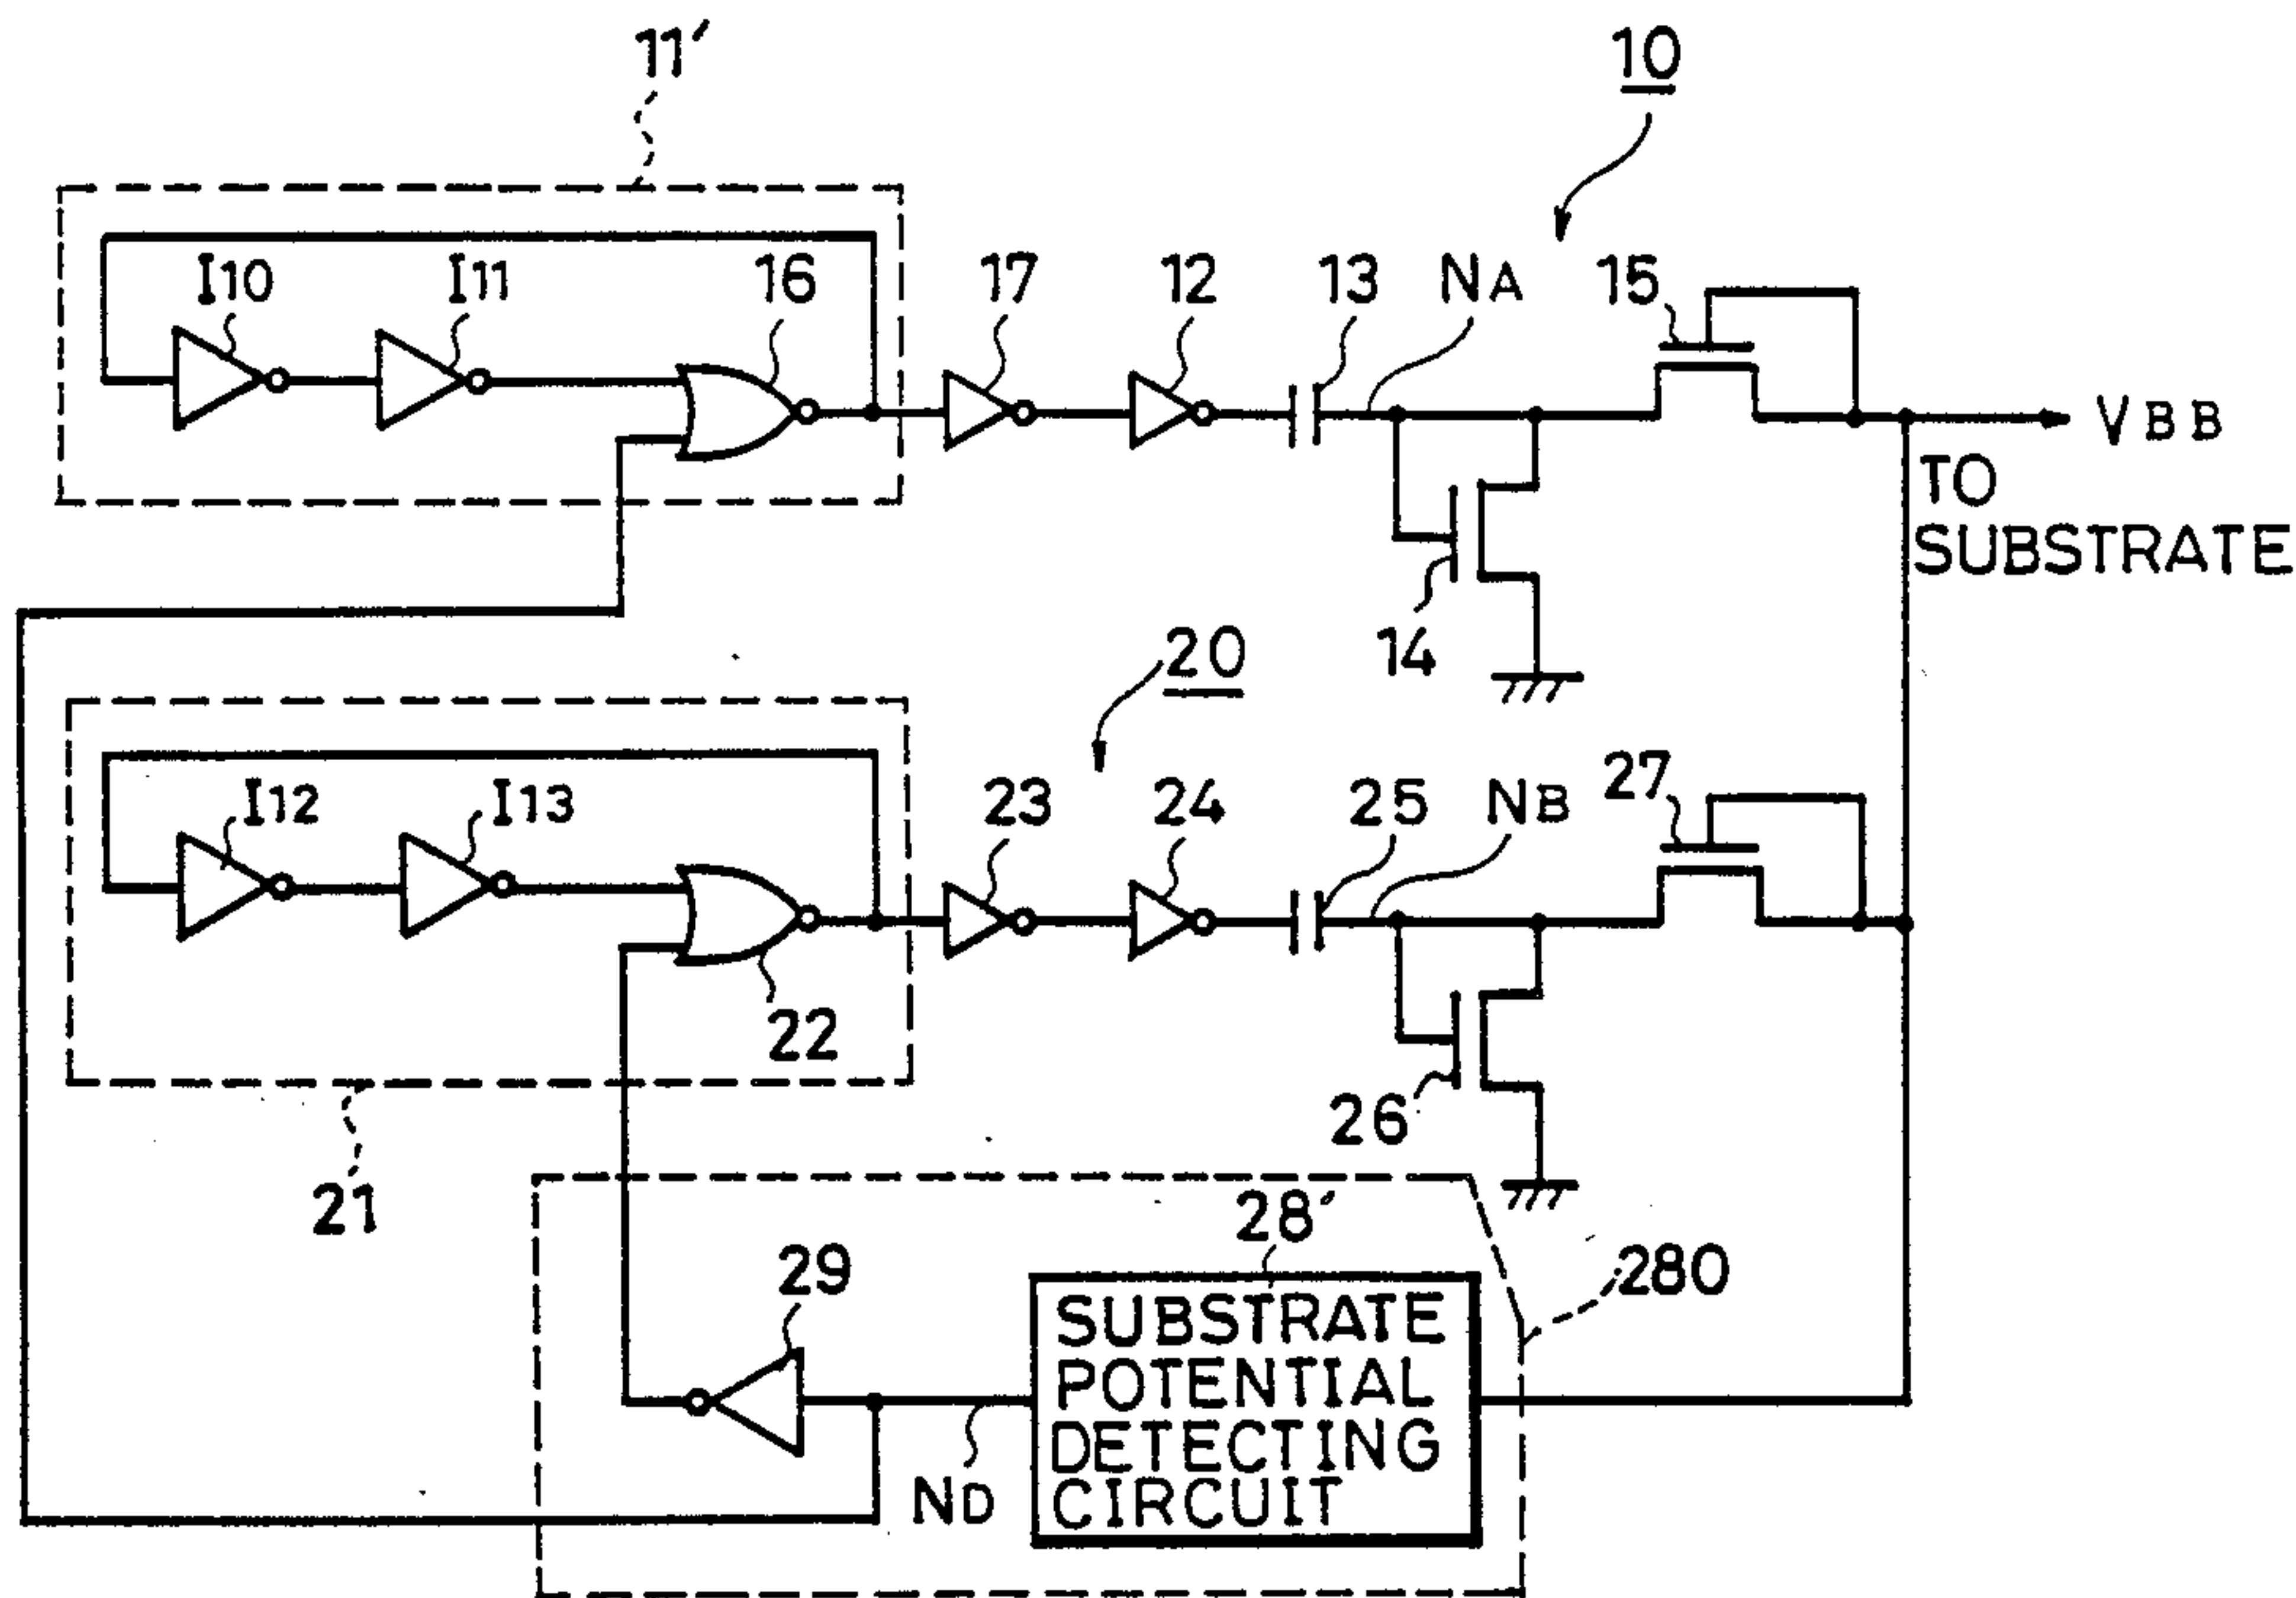 11′
10
I10
I11
16
17
12
13
NA
15
VBB
TO
SUBSTRATE
14
20
I12
I13
23
24
25
NB
27
22
26
21
28′
280
29
SUBSTRATE
POTENTIAL
DETECTING
CIRCUIT
ND